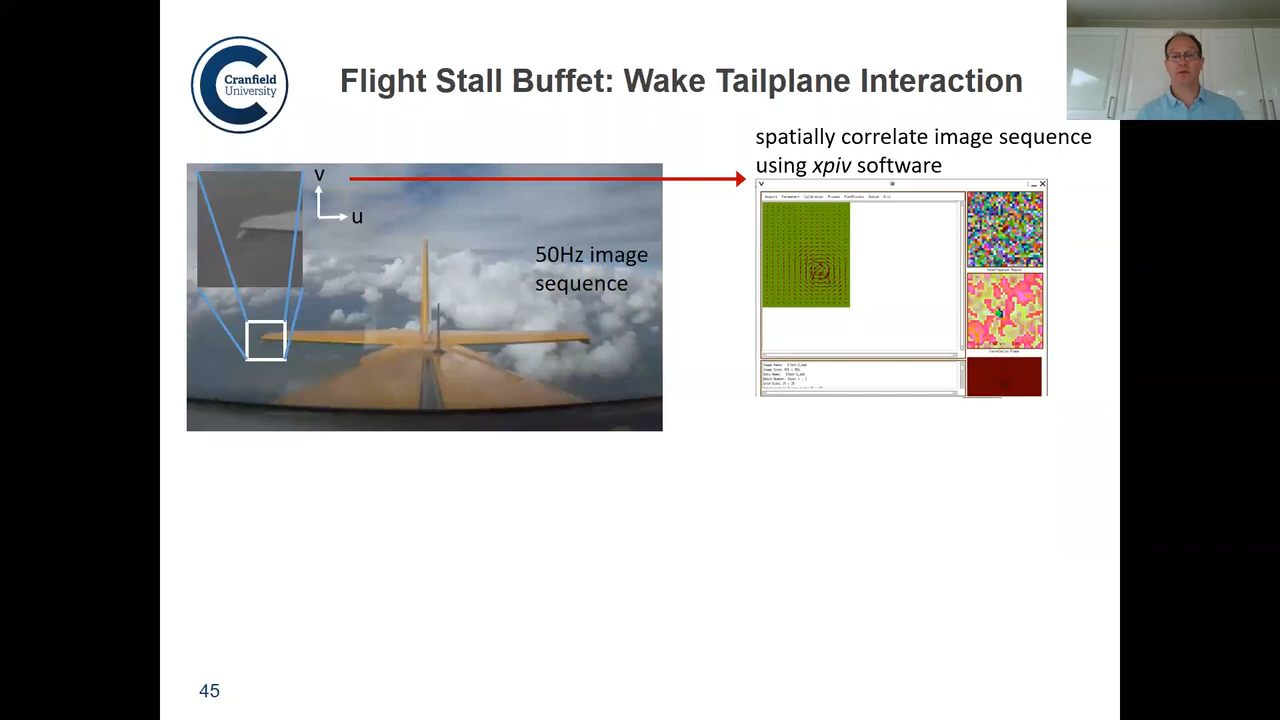 Cranfield
University
Flight Stall Buffet: Wake Tailplane Interaction
spatially correlate image sequence
using xpiv software
v
u
50Hz image
sequence
45